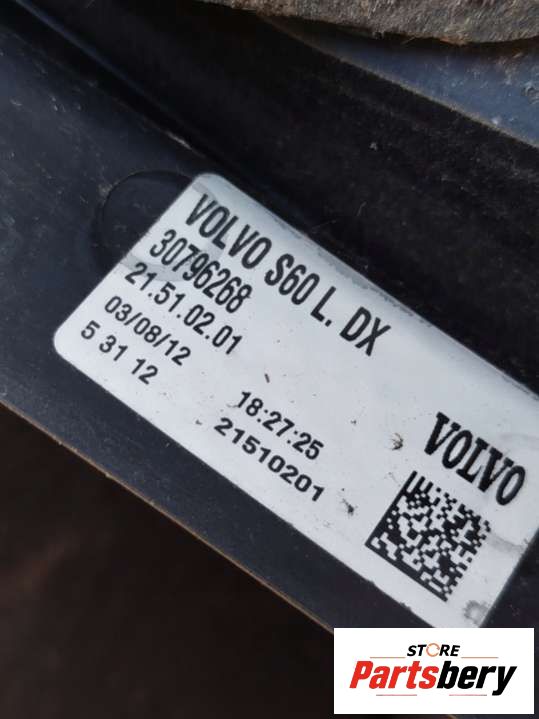 VOLVO S60 L. DX
30796268
21.51.02.01
03/08/12 18:27:25
5 31 12 21510201
VOLVO
STORE
Partsbery